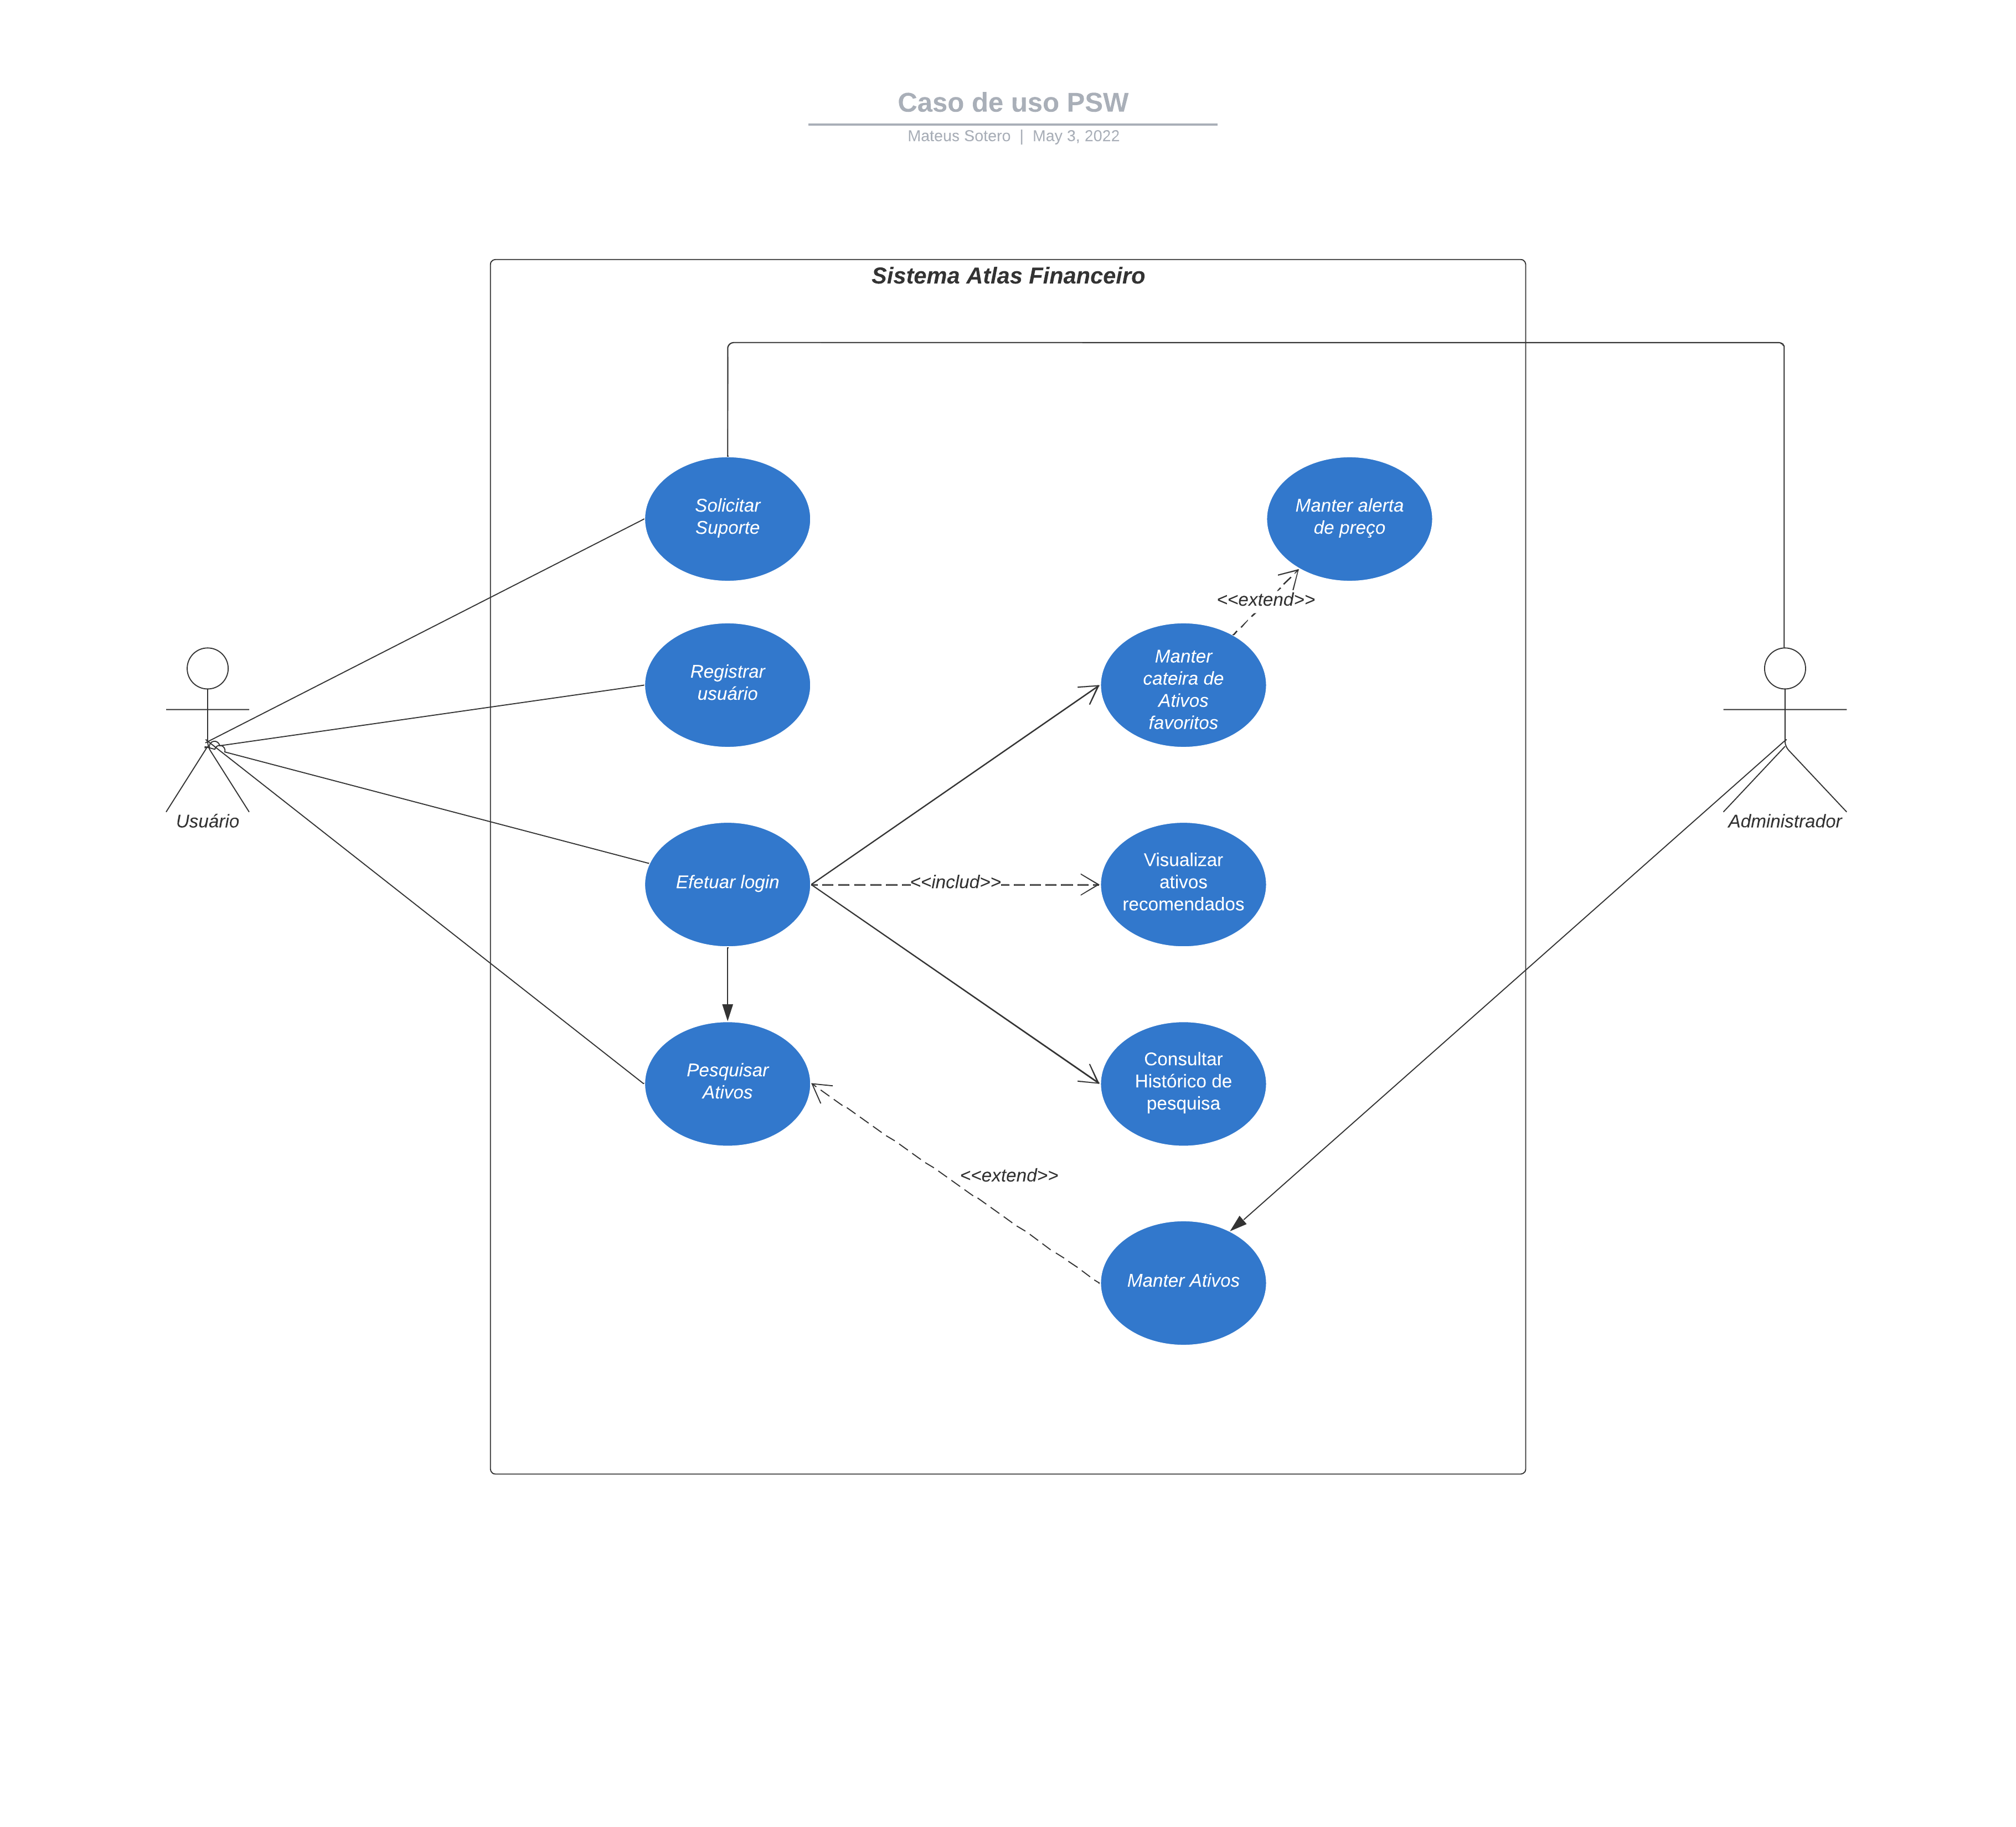 Caso de uso PSW
Mateus Sotero | May 3, 2022
Sistema Atlas Financeiro
Solicitar
Suporte
Manter alerta
de preço
<<extend>>
Registrar
usuário
Manter
cateira de
Ativos
favoritos
Usuário
Administrador
Efetuar login
<<includ>>
Visualizar
ativos
recomendados
Pesquisar
Ativos
Consultar
Histórico de
pesquisa
<<extend>>
Manter Ativos